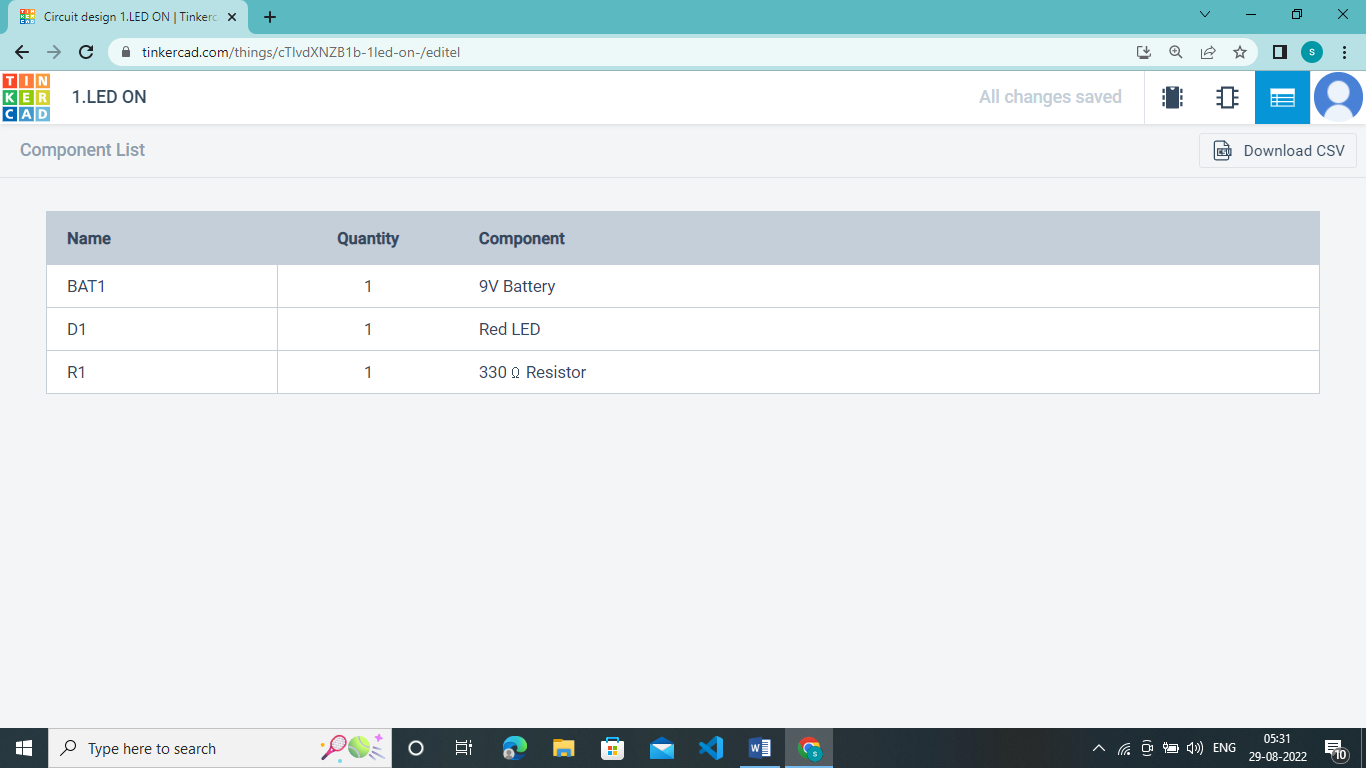 Circuit design 1.LED ON | Tinkerc
tinkercad.com/things/cTlvdXNZB1b-1led-on-/editel
S
TIN
KER
CAD
1.LED ON
All changes saved
Component List
Download CSV
Name Quantity Component
BAT1 1 9V Battery
D1 1 Red LED
R1 1 330 Ω Resistor
Type here to search
ENG
05:31
29-08-2022
10